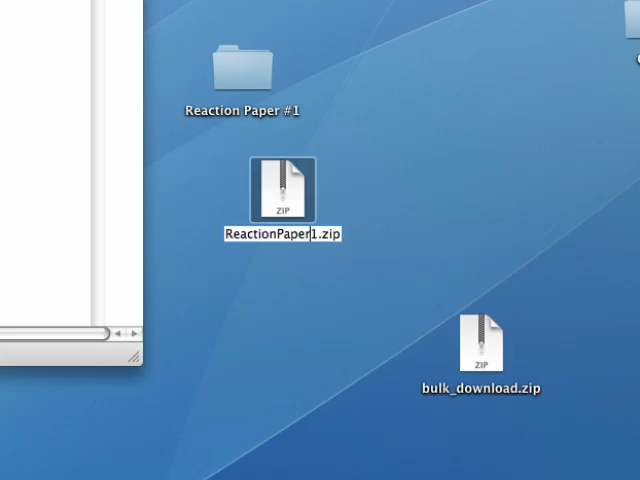 Reaction Paper #1
ZIP
ReactionPaper1.zip
ZIP
bulk_download.zip